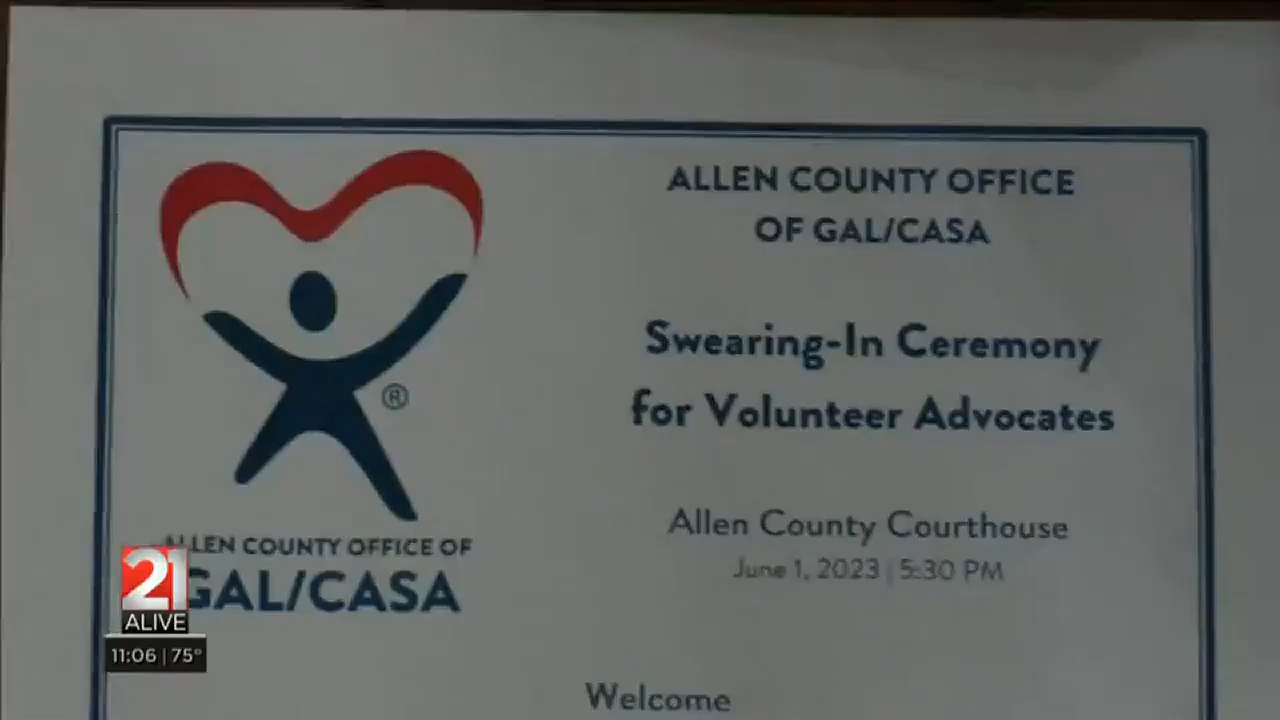 ALLEN COUNTY OFFICE
OF GAL/CASA
Swearing-In Ceremony
for Volunteer Advocates
Allen County Courthouse
June 1, 2023 | 5:30 PM
®
ALLEN COUNTY OFFICE OF
GAL/CASA
21
ALIVE
11:06 | 75°
Welcome